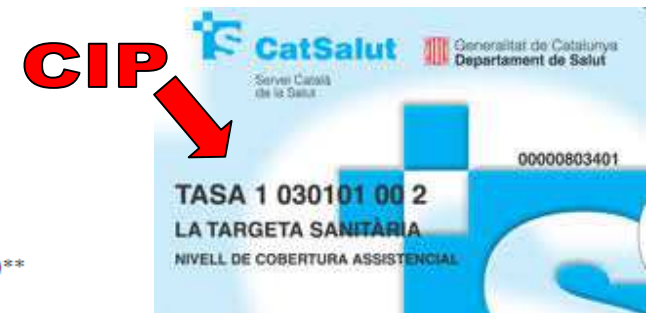 CIP
CatSalut
Servei Català
de la Salut
Generalitat de Catalunya
Departament de Salut
00000803401
TASA 1 030101 00 2
LA TARGETA SANITÀRIA
NIVELL DE COBERTURA ASSISTENCIAL
)**